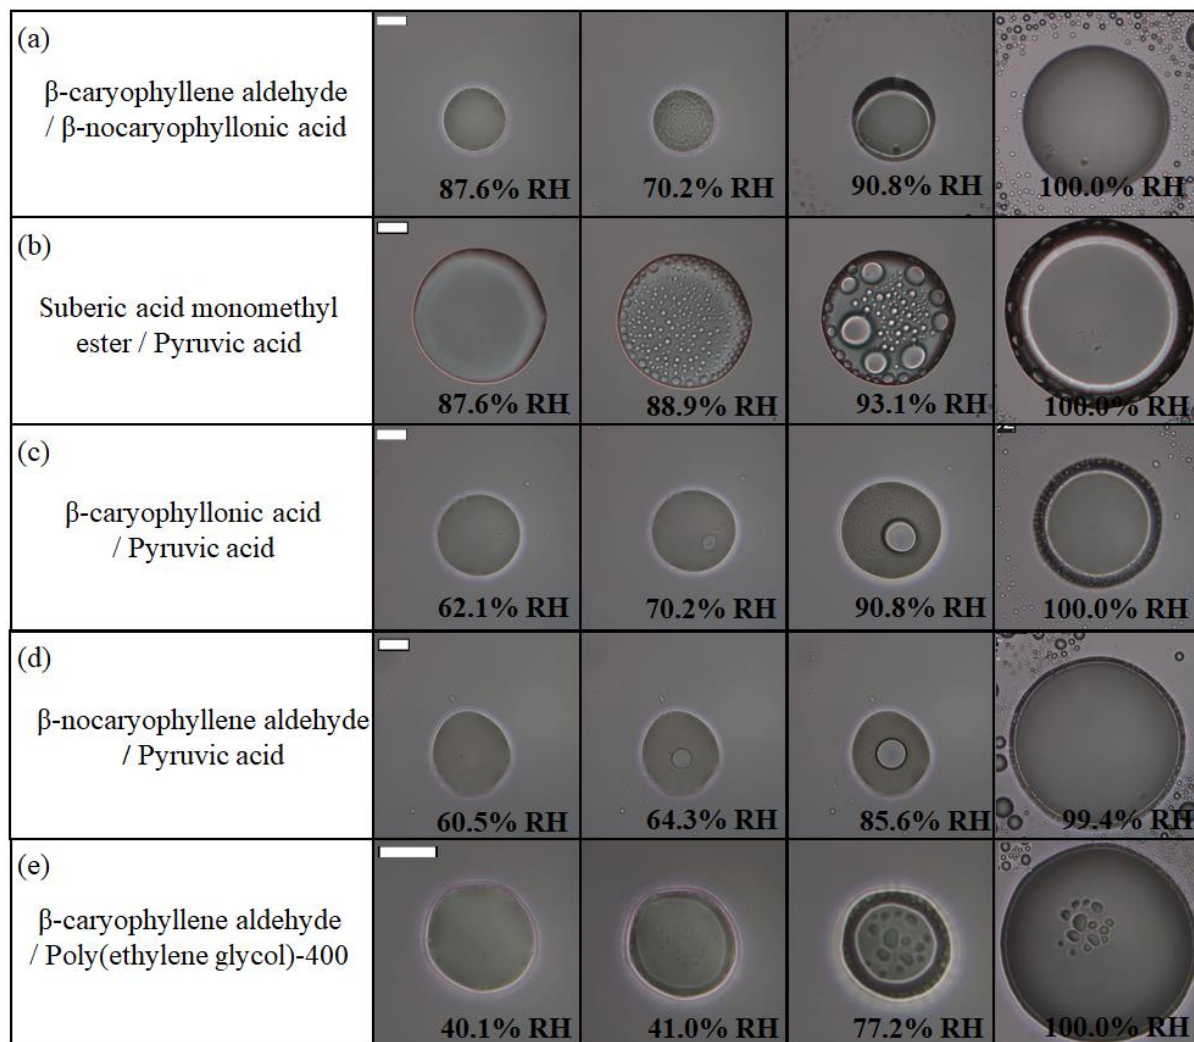 (a)
β-caryophyllene aldehyde
/ β-nocaryophyllonic acid
87.6% RH
70.2% RH
90.8% RH
100.0% RH
(b)
Suberic acid monomethyl
ester / Pyruvic acid
87.6% RH
88.9% RH
93.1% RH
100.0% RH
(c)
β-caryophyllonic acid
/ Pyruvic acid
62.1% RH
70.2% RH
90.8% RH
100.0% RH
(d)
β-nocaryophyllene aldehyde
/ Pyruvic acid
60.5% RH
64.3% RH
85.6% RH
99.4% RH
(e)
β-caryophyllene aldehyde
/ Poly(ethylene glycol)-400
40.1% RH
41.0% RH
77.2% RH
100.0% RH